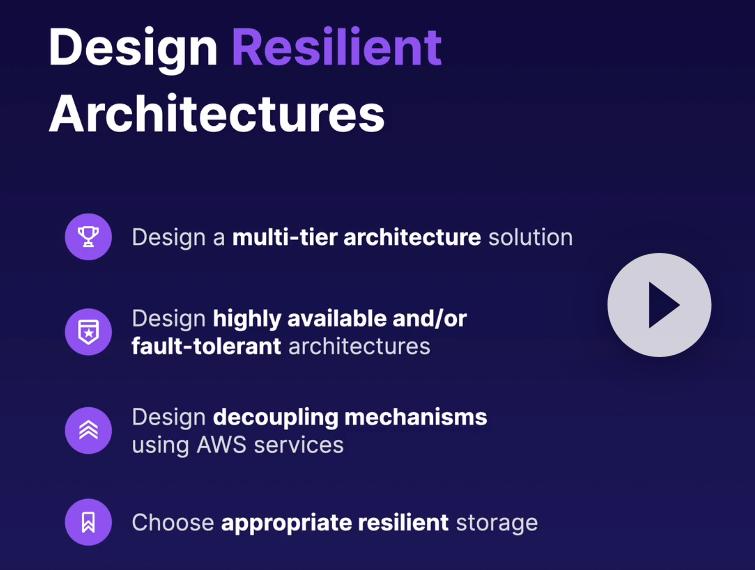 Design Resilient
Architectures
Design a multi-tier architecture solution
Design highly available and/or
fault-tolerant architectures
Design decoupling mechanisms
using AWS services
Choose appropriate resilient storage